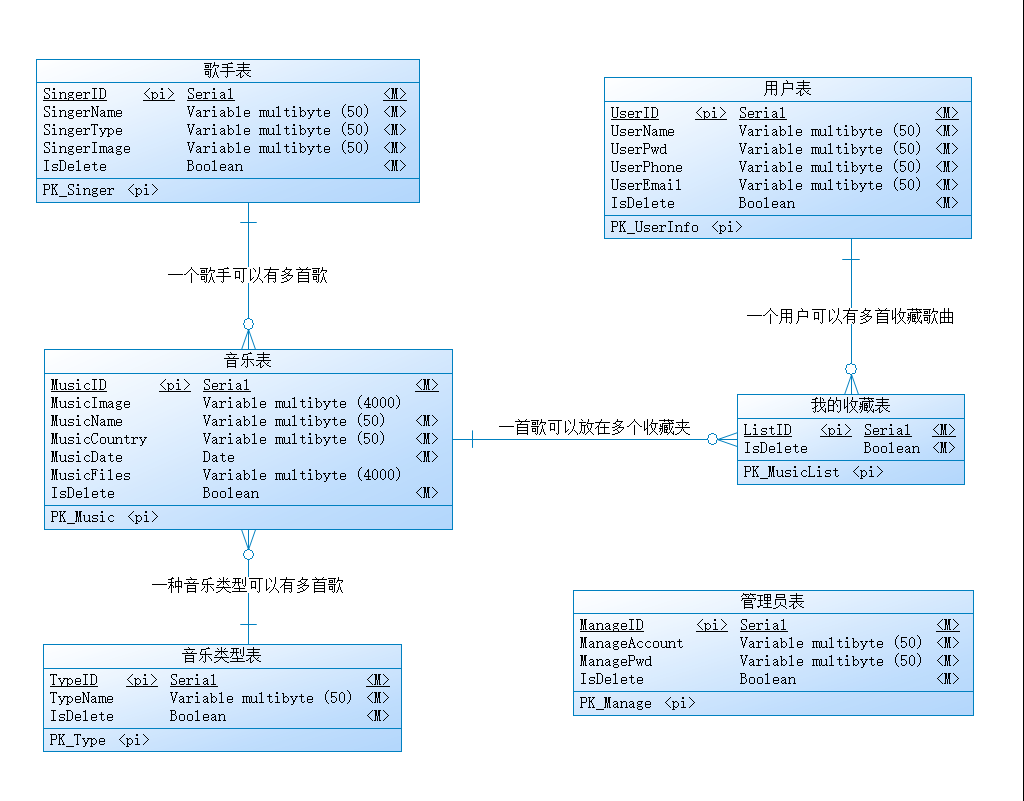 歌手表
SingerID <pi> Serial <M>
SingerName Variable multibyte (50) <M>
SingerType Variable multibyte (50) <M>
SingerImage Variable multibyte (50) <M>
IsDelete Boolean <M>
PK_Singer <pi>
用户表
UserID <pi> Serial <M>
UserName Variable multibyte (50) <M>
UserPwd Variable multibyte (50) <M>
UserPhone Variable multibyte (50) <M>
UserEmail Variable multibyte (50) <M>
IsDelete Boolean <M>
PK_UserInfo <pi>
一个歌手可以有多首歌
一个用户可以有多首收藏歌曲
音乐表
MusicID <pi> Serial <M>
MusicImage Variable multibyte (4000)
MusicName Variable multibyte (50) <M>
MusicCountry Variable multibyte (50) <M>
MusicDate Date <M>
MusicFiles Variable multibyte (4000)
IsDelete Boolean <M>
PK_Music <pi>
一首歌可以放在多个收藏夹
我的收藏表
ListID <pi> Serial <M>
IsDelete Boolean <M>
PK_MusicList <pi>
一种音乐类型可以有多首歌
音乐类型表
TypeID <pi> Serial <M>
TypeName Variable multibyte (50) <M>
IsDelete Boolean <M>
PK_Type <pi>
管理员表
ManageID <pi> Serial <M>
ManageAccount Variable multibyte (50) <M>
ManagePwd Variable multibyte (50) <M>
IsDelete Boolean <M>
PK_Manage <pi>